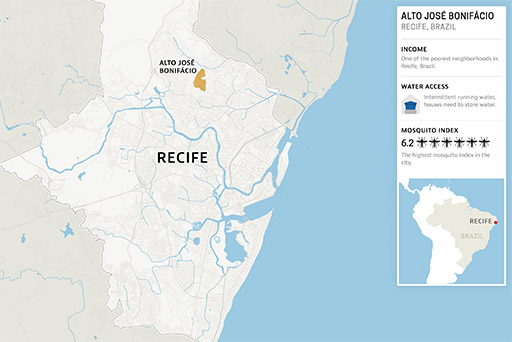 ALTO JOSÉ
BONIFÁCIO
RECIFE
ALTO JOSÉ BONIFÁCIO
RECIFE, BRAZIL
INCOME
One of the poorest neighborhoods in
Recife, Brazil.
WATER ACCESS
Intermittent running water,
houses need to store water.
MOSQUITO INDEX
6.2
The highest mosquito index in the
city.
RECIFE
BRAZIL